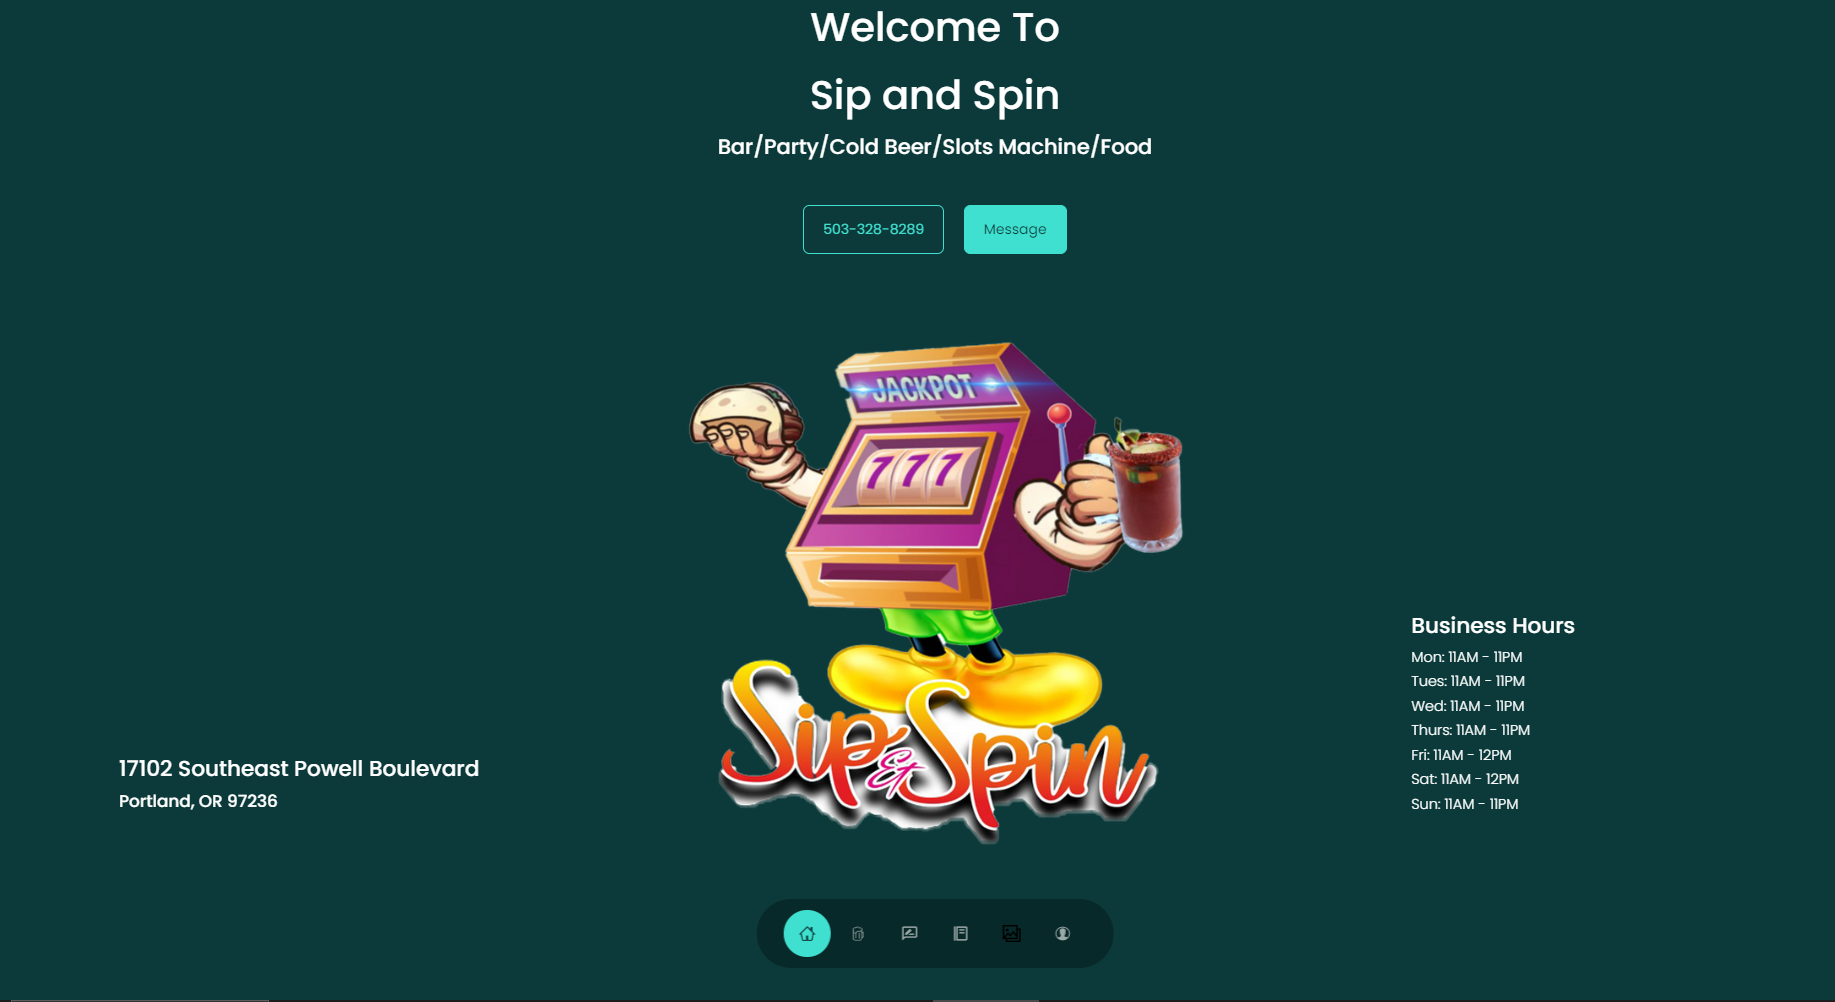 Welcome To
Sip and Spin
Bar/Party/Cold Beer/Slots Machine/Food
503-328-8289
Message
JACKPOT
777
Sip & Spin
17102 Southeast Powell Boulevard
Portland, OR 97236
Business Hours
Mon: 11AM - 11PM
Tues: 11AM - 11PM
Wed: 11AM - 11PM
Thurs: 11AM - 11PM
Fri: 11AM - 12PM
Sat: 11AM - 12PM
Sun: 11AM - 11PM